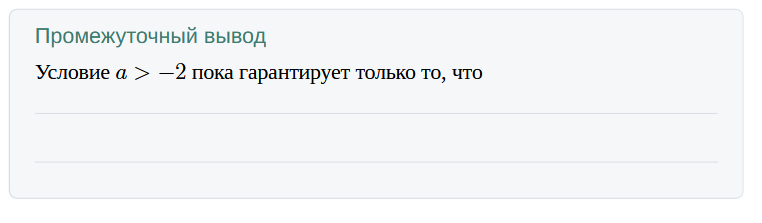 Промежуточный вывод
Условие a > −2 пока гарантирует только то, что